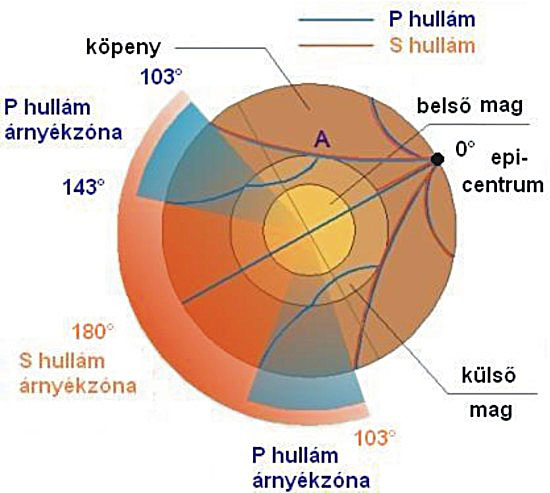 P hullám
S hullám
köpeny
103°
belső mag
P hullám
árnyékzóna
A
0° epi-
centrum
143°
180°
S hullám
árnyékzóna
külső
mag
103°
P hullám
árnyékzóna